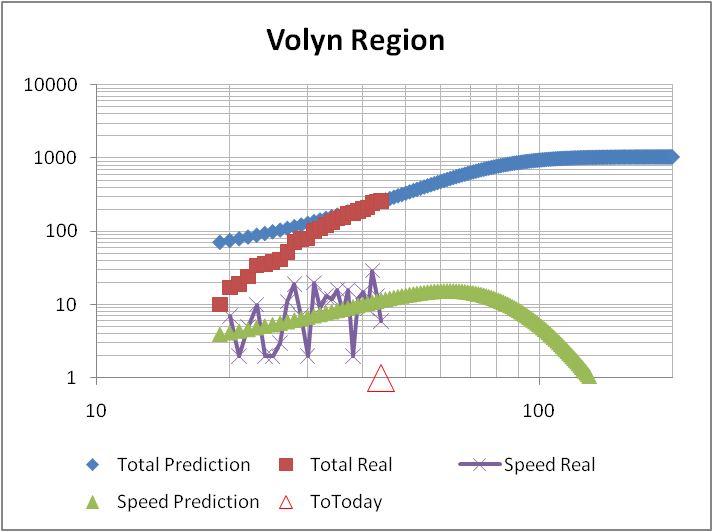 Volyn Region
10000
1000
100
10
1
10 100
Total Prediction Total Real Speed Real
Speed Prediction ToToday